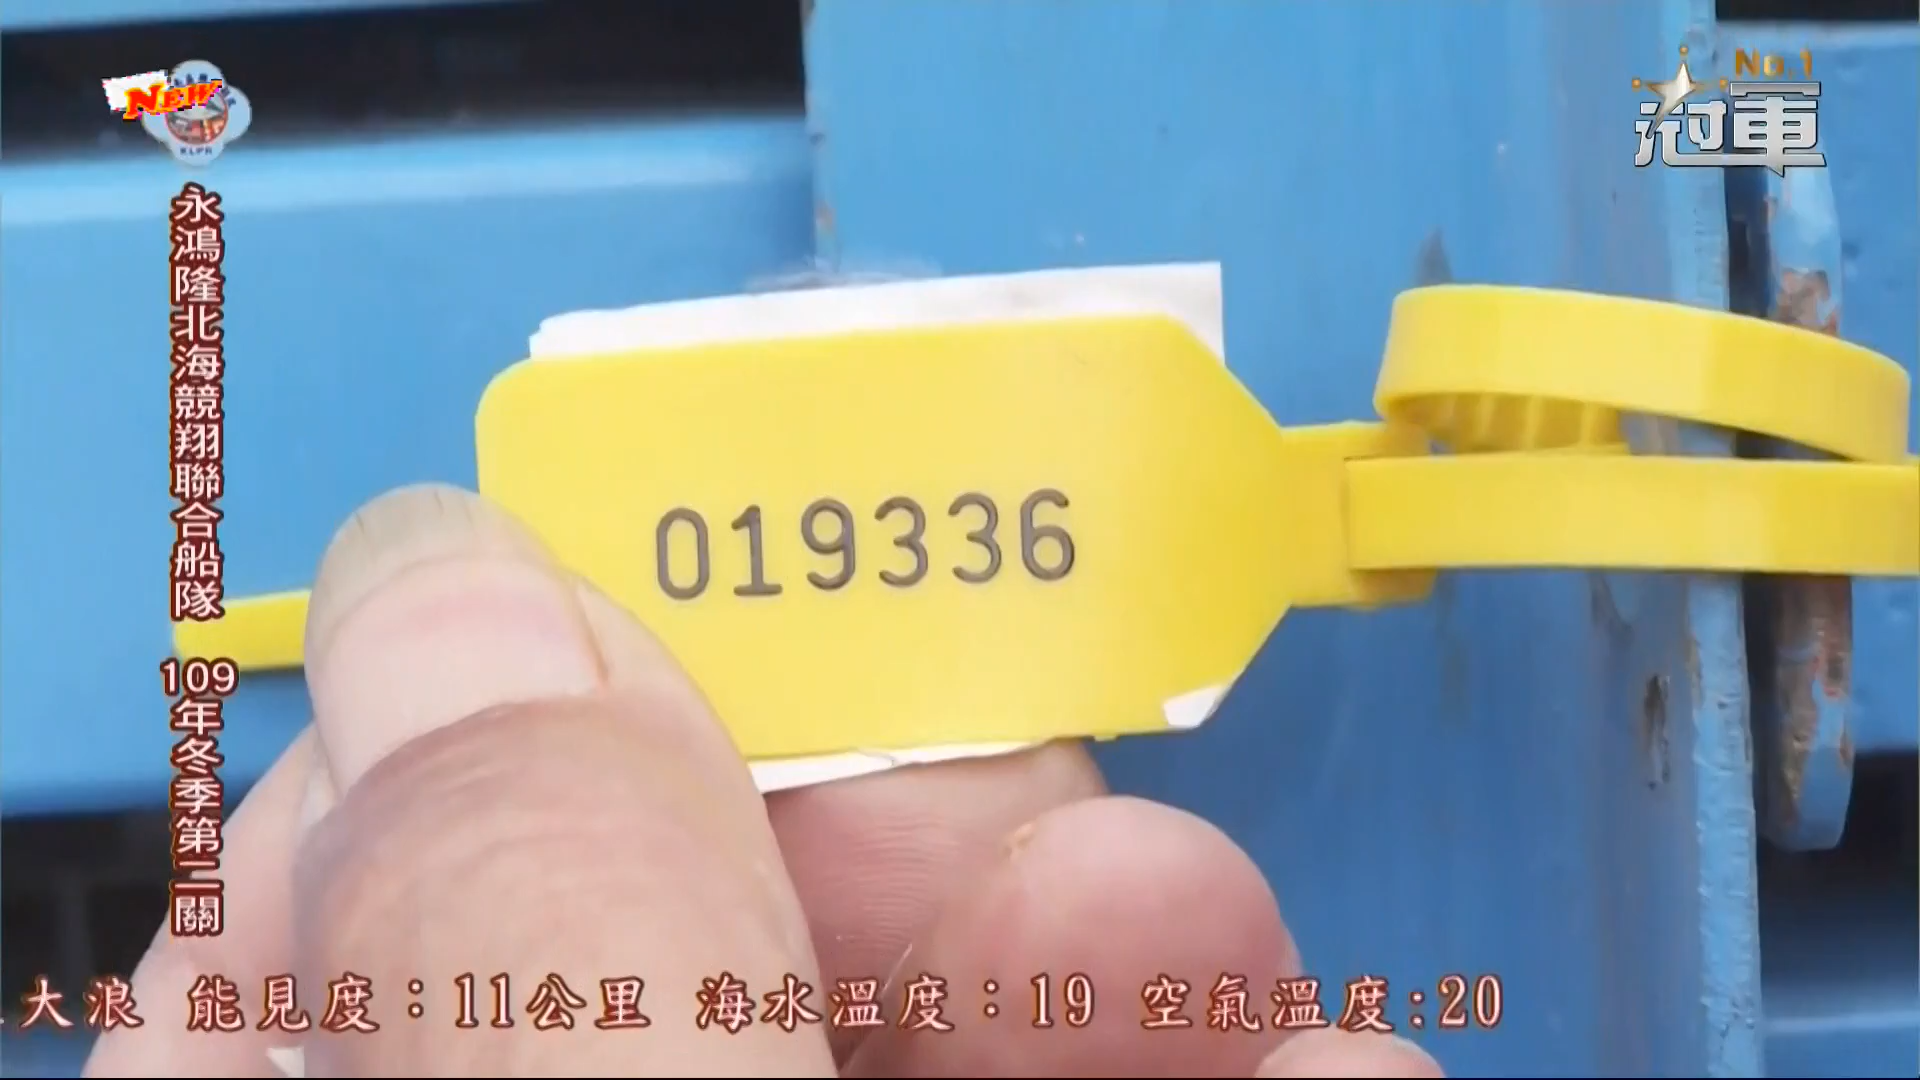 NEW
KLPR
No.1
冠軍
永鴻隆北海競翔聯合船隊
109年冬季第二關
019336
大浪 能見度：11公里 海水溫度：19 空氣溫度:20